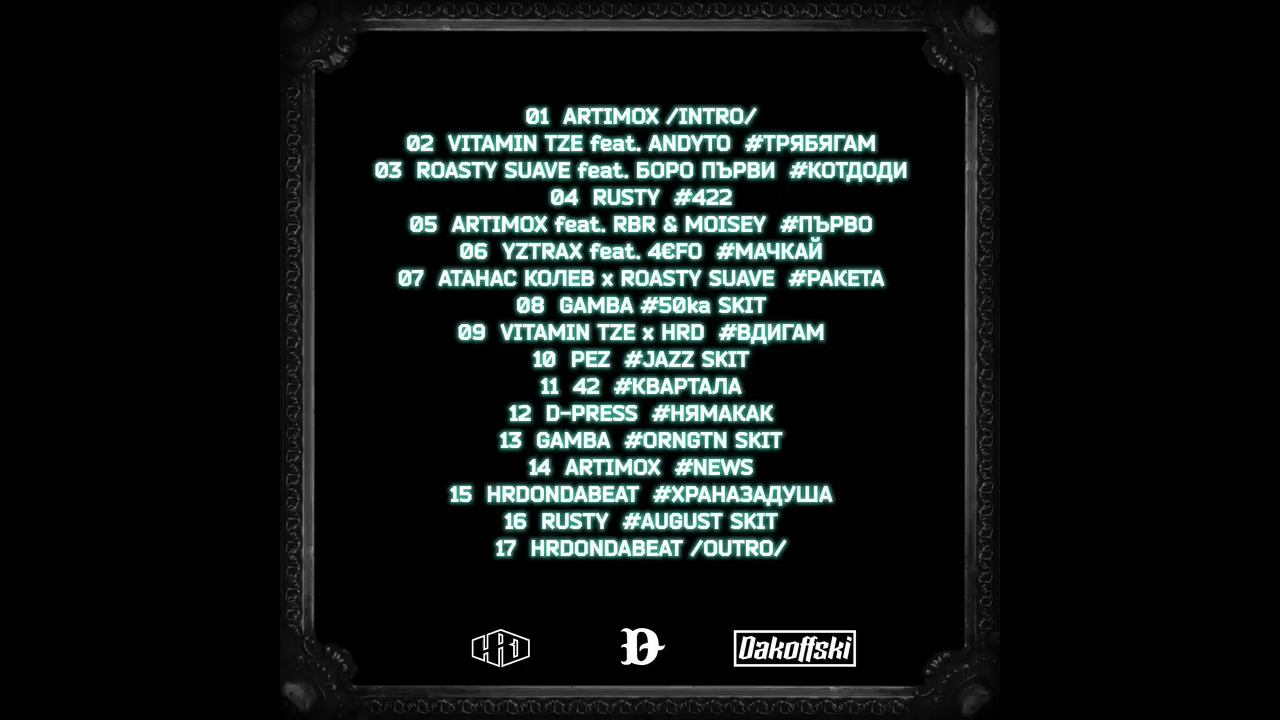 01 ARTIMOX /INTRO/
02 VITAMIN TZE feat. ANDYTO #ТРЯБЯГАМ
03 ROASTY SUAVE feat. БОРО ПЪРВИ #КОТДОДИ
04 RUSTY #422
05 ARTIMOX feat. RBR & MOISEY #ПЪРВО
06 YZTRAX feat. 4€FO #МАЧКАЙ
07 АТАНАС КОЛЕВ x ROASTY SUAVE #РАКЕТА
08 GAMBA #50ka SKIT
09 VITAMIN TZE x HRD #ВДИГАМ
10 PEZ #JAZZ SKIT
11 42 #КВАРТАЛА
12 D-PRESS #НЯМАКАК
13 GAMBA #ORNGTN SKIT
14 ARTIMOX #NEWS
15 HRDONDABEAT #ХРАНАЗАДУША
16 RUSTY #AUGUST SKIT
17 HRDONDABEAT /OUTRO/
HRD D Dakoffski